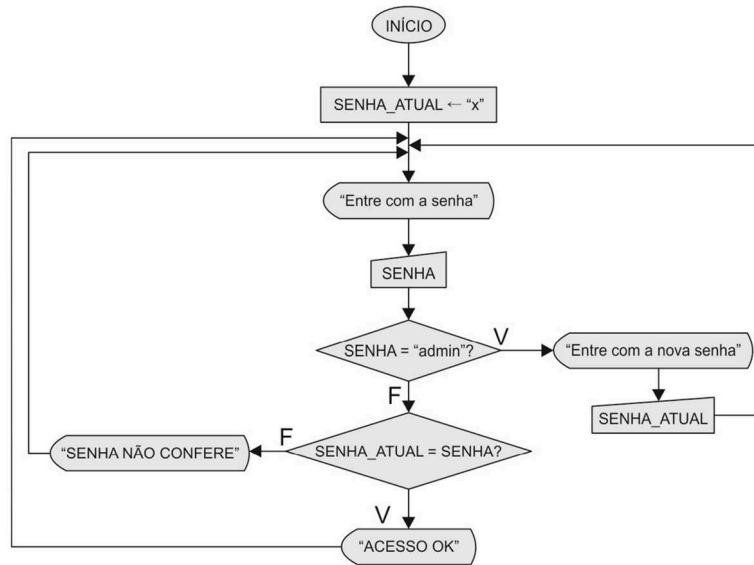 INÍCIO
SENHA_ATUAL ← “x”
“Entre com a senha”
SENHA
SENHA = “admin”?
V
“Entre com a nova senha”
F
SENHA_ATUAL
SENHA_ATUAL = SENHA?
F
“SENHA NÃO CONFERE”
V
“ACESSO OK”